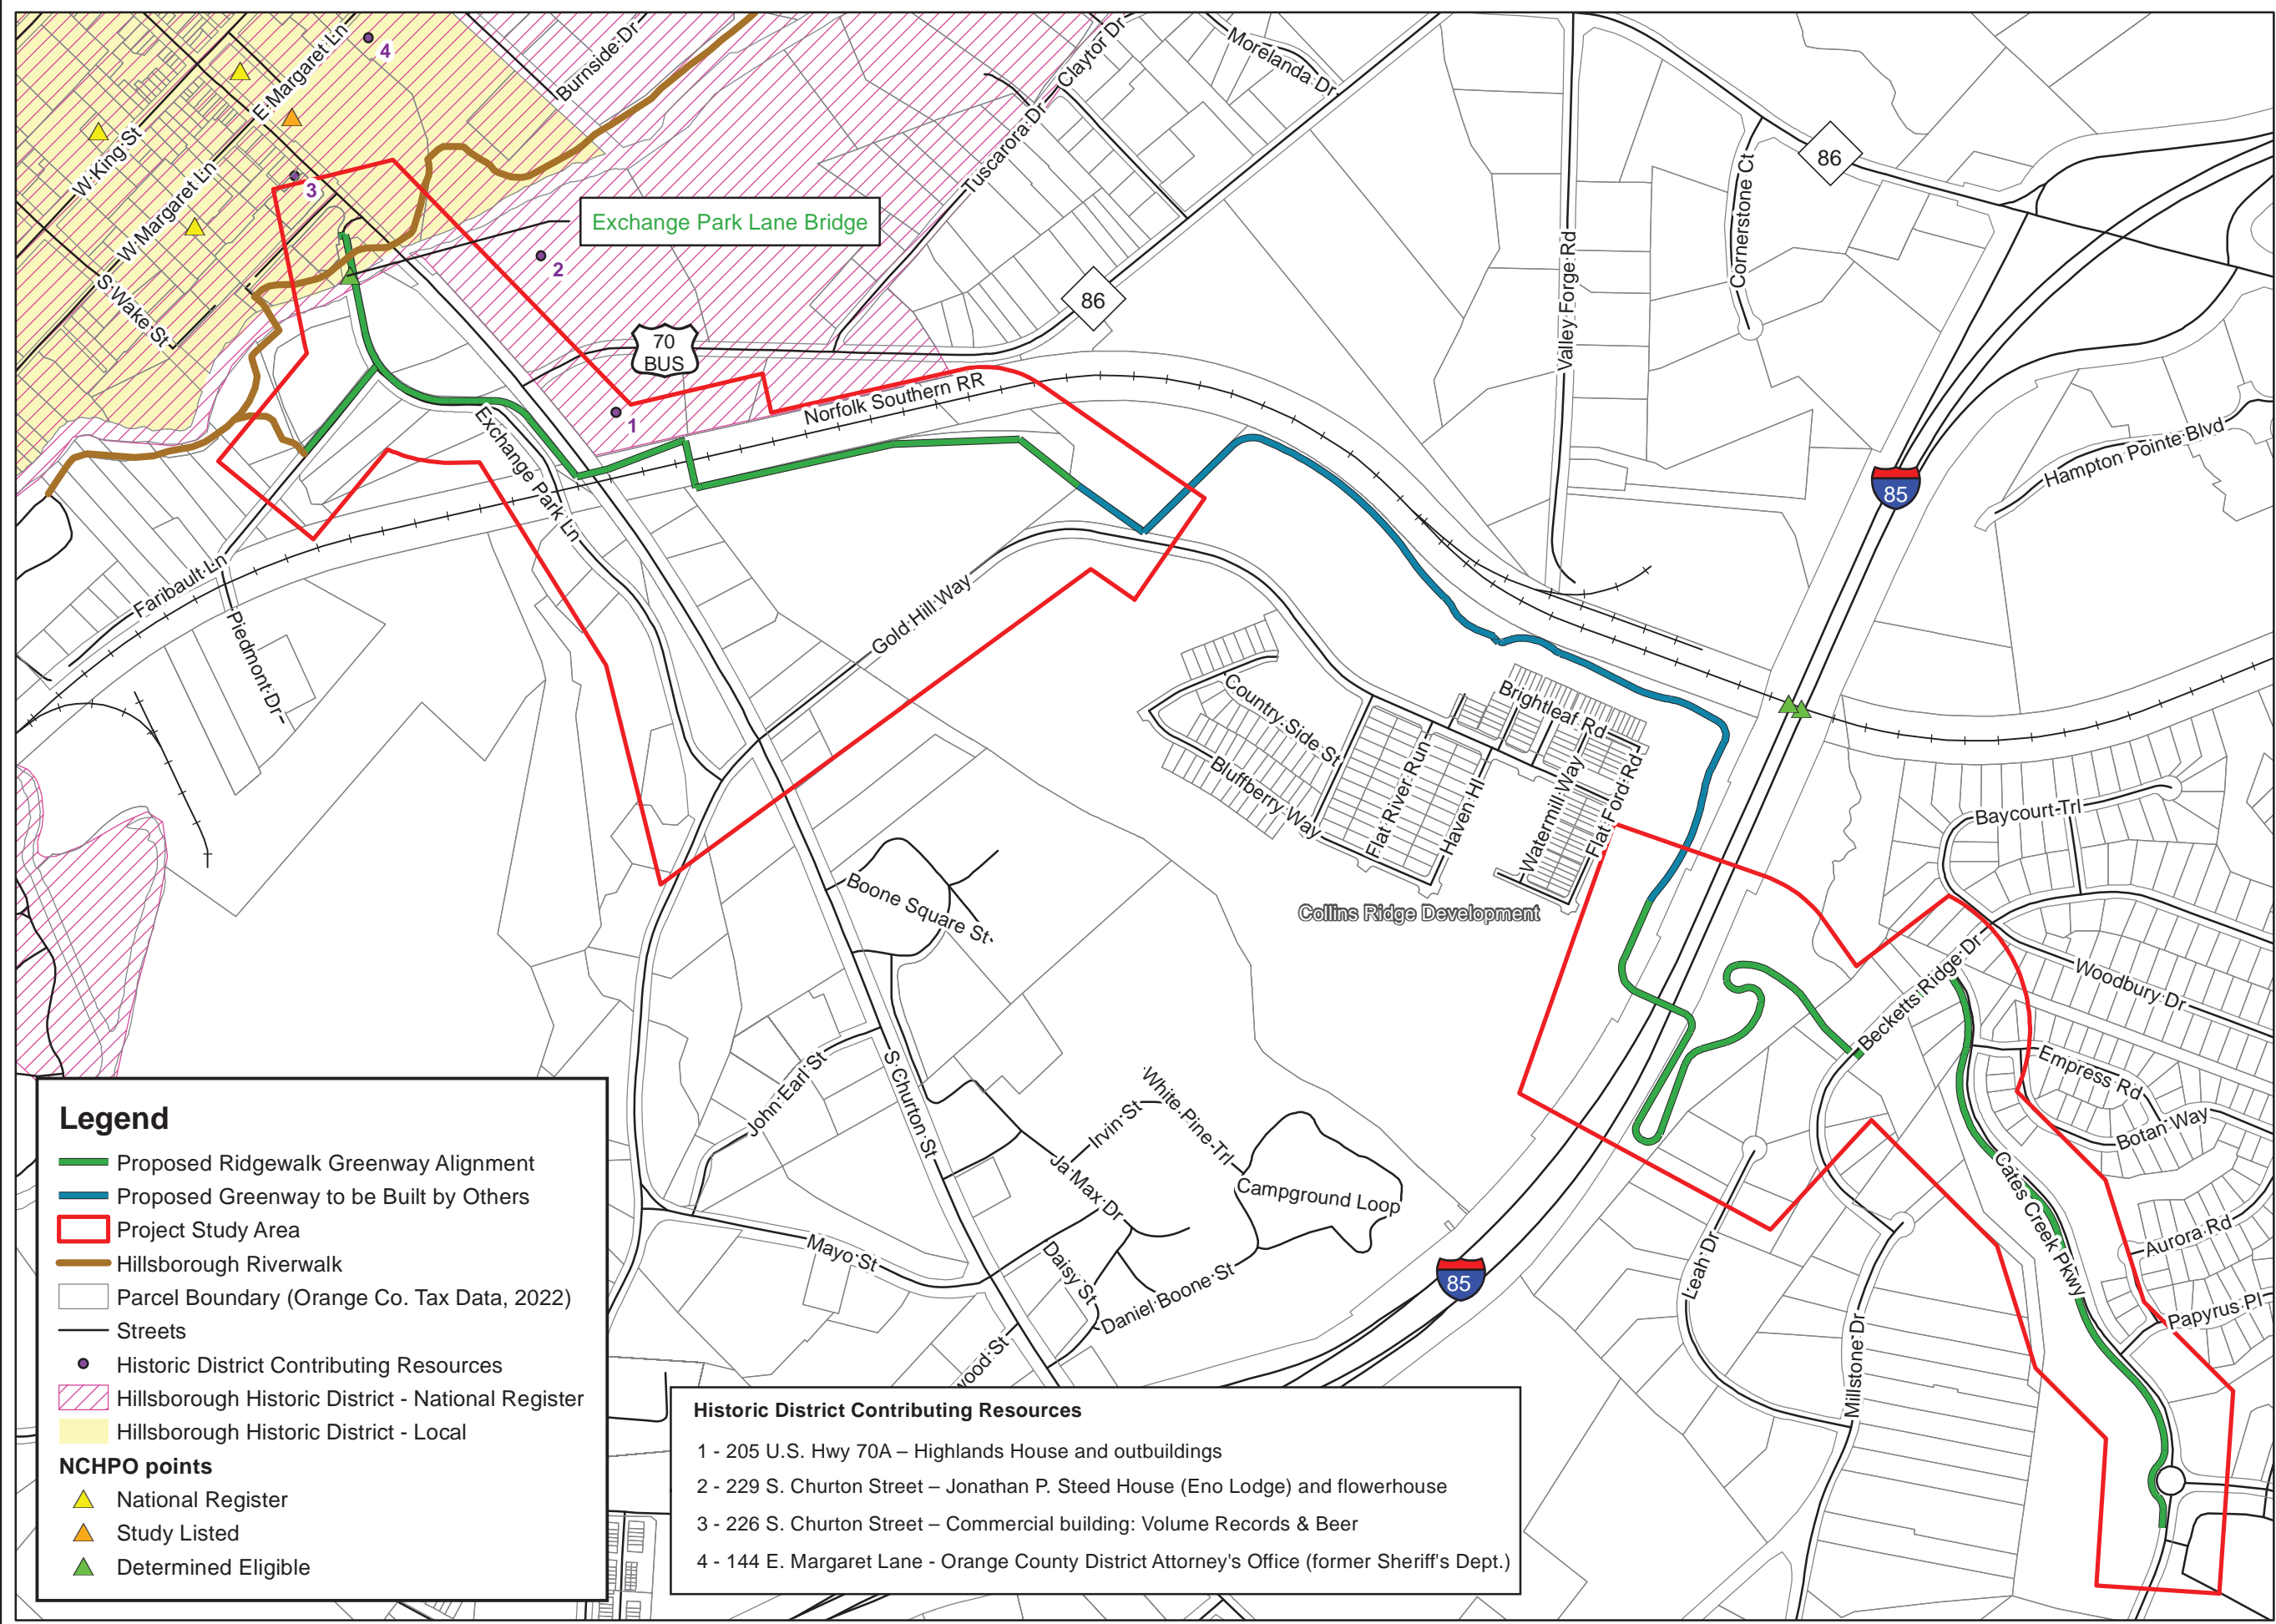 E Margaret Ln
4
Burnside Dr
Claytor Dr
Morelanda Dr
W King St
W Margaret Ln
3
Tuscarora Dr
Cornerstone Ct
86
Exchange Park Lane Bridge
2
S Wake St
86
Valley Forge Rd
70
BUS
Norfolk Southern RR
1
Exchange Park Ln
Hampton Pointe Blvd
85
Faribault Ln
Piedmont Dr
Gold Hill Way
Country Side St
Brightleaf Rd
Bluffberry Way
Flat River Run
Haven Hl
Watermill Way
Flat Ford Rd
Baycourt Trl
Boone Square St
Collins Ridge Development
Becketts Ridge Dr
Woodbury Dr
Empress Rd
Botan Way
John Earl St
S Churton St
Irvin St
White Pine Trl
Ja Max Dr
Campground Loop
Cates Creek Pkwy
Aurora Rd
Papyrus Pl
Mayo St
Daisy St
Daniel Boone St
85
Leah Dr
Millstone Dr
wood St
Legend
Proposed Ridgewalk Greenway Alignment
Proposed Greenway to be Built by Others
Project Study Area
Hillsborough Riverwalk
Parcel Boundary (Orange Co. Tax Data, 2022)
Streets
Historic District Contributing Resources
Hillsborough Historic District - National Register
Hillsborough Historic District - Local
NCHPO points
National Register
Study Listed
Determined Eligible
Historic District Contributing Resources
1 - 205 U.S. Hwy 70A – Highlands House and outbuildings
2 - 229 S. Churton Street – Jonathan P. Steed House (Eno Lodge) and flowerhouse
3 - 226 S. Churton Street – Commercial building: Volume Records & Beer
4 - 144 E. Margaret Lane - Orange County District Attorney's Office (former Sheriff's Dept.)